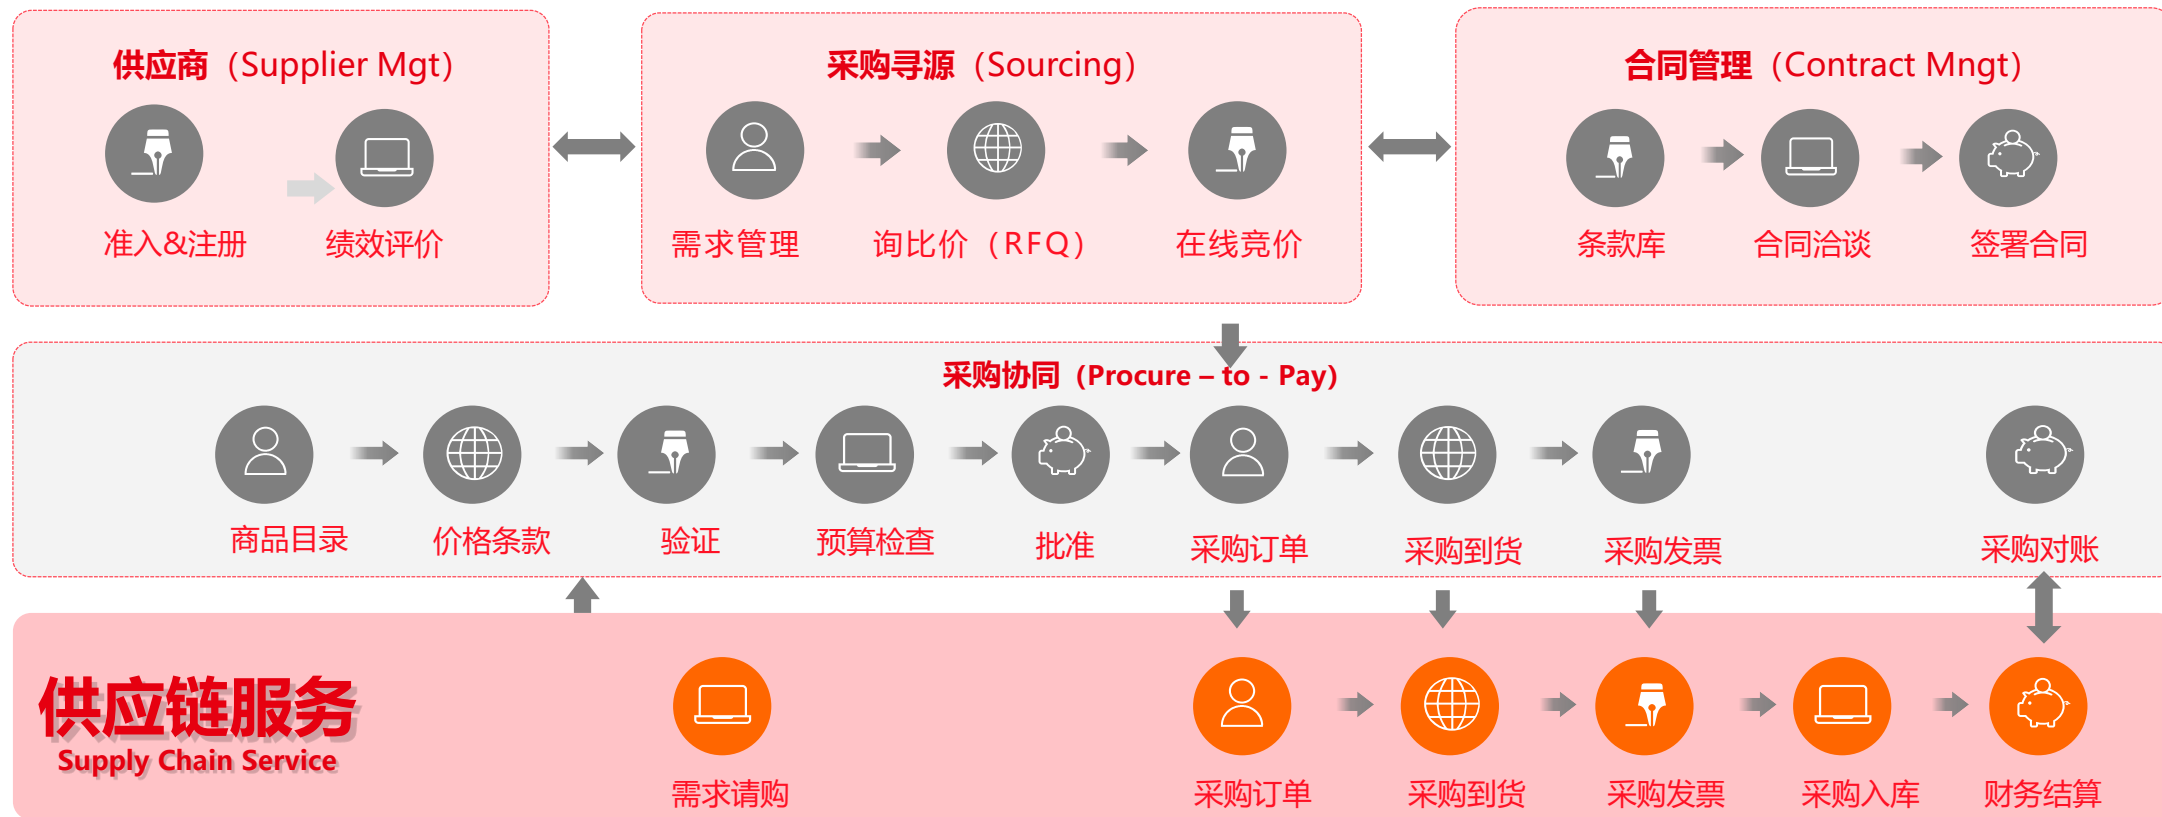 供应商（Supplier Mgt）
准入&注册
绩效评价
采购寻源（Sourcing）
需求管理
询比价（RFQ）
在线竞价
合同管理（Contract Mngt）
条款库
合同洽谈
签署合同
采购协同（Procure – to - Pay）
商品目录
价格条款
验证
预算检查
批准
采购订单
采购到货
采购发票
采购对账
供应链服务
Supply Chain Service
需求请购
采购订单
采购到货
采购发票
采购入库
财务结算